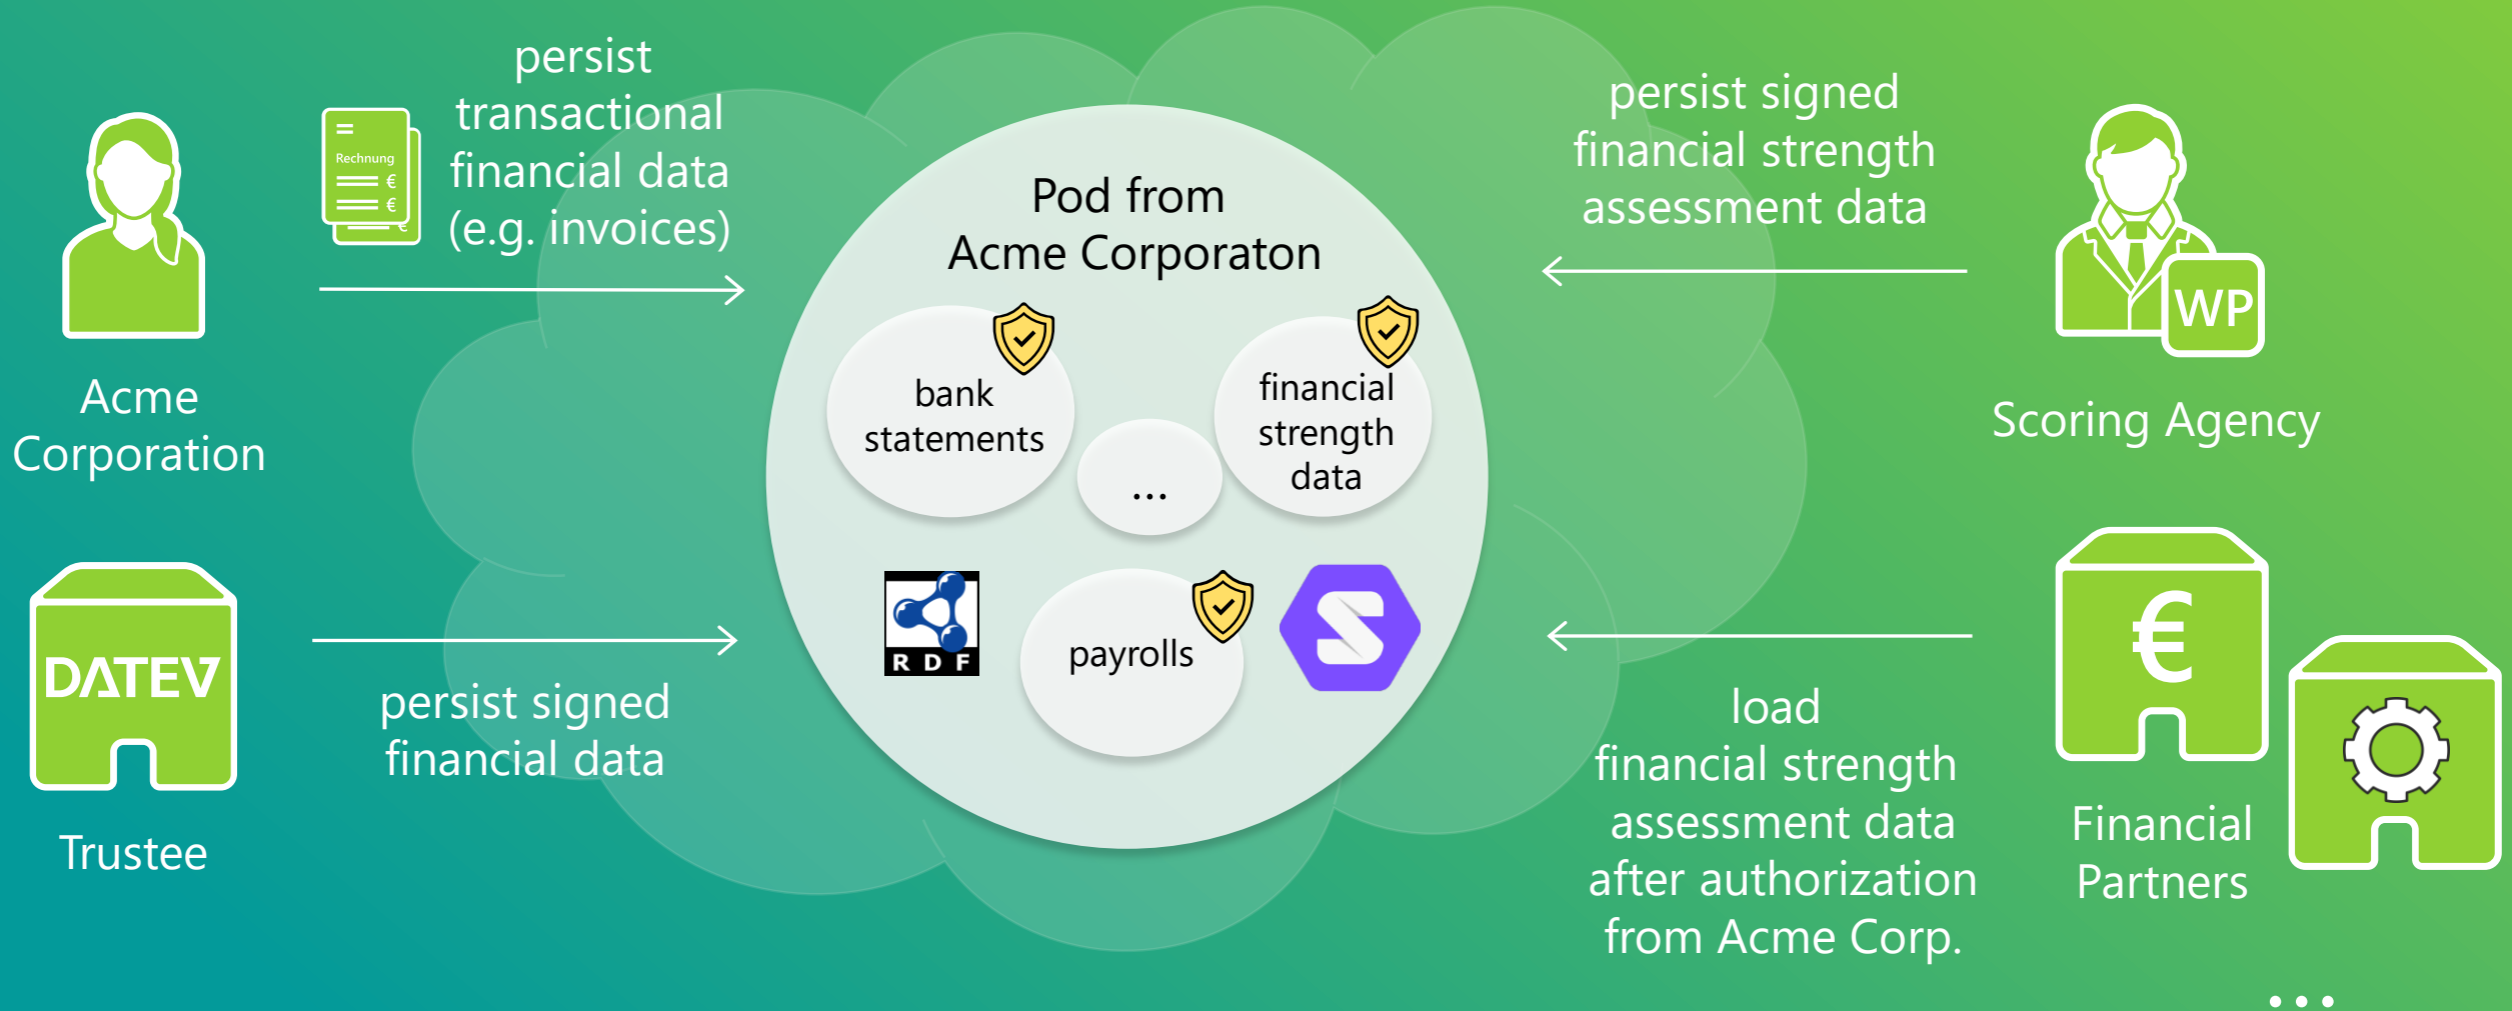 persist
transactional
financial data
(e.g. invoices)
Rechnung
€
€
€
Acme
Corporation
DATEV
persist signed
financial data
Trustee
Pod from
Acme Corporaton
bank
statements
...
financial
strength
data
RDF
payrolls
S
persist signed
financial strength
assessment data
WP
Scoring Agency
€
load
financial strength
assessment data
after authorization
from Acme Corp.
Financial
Partners
...